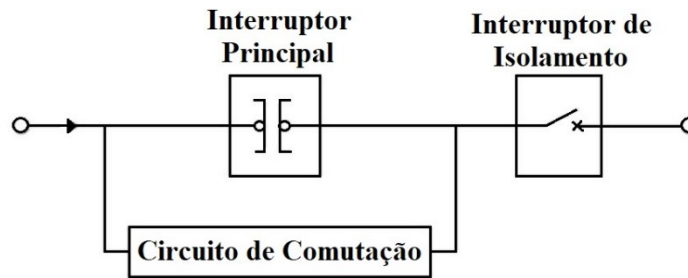 Interruptor
Principal
Interruptor de
Isolamento
Circuito de Comutação